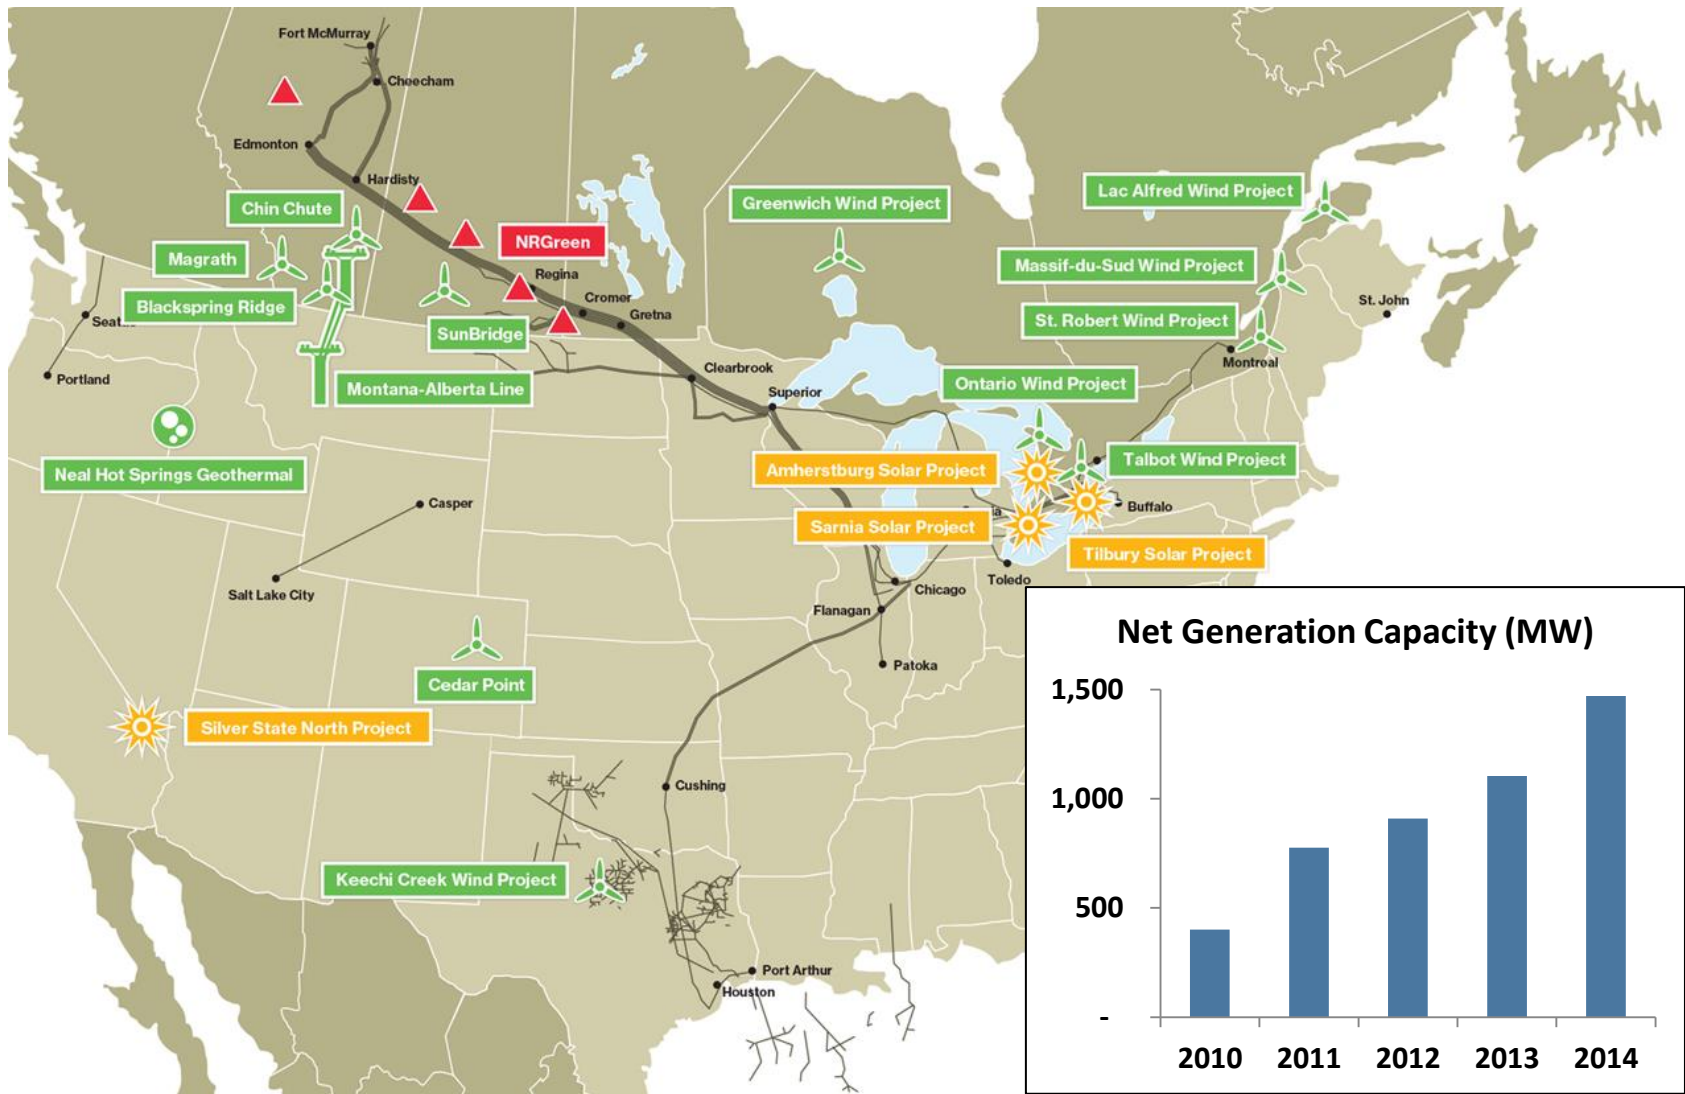 Fort McMurray
Cheecham
Edmonton
Hardisty
Chin Chute
Greenwich Wind Project
Lac Alfred Wind Project
Magrath
NRGreen
Massif-du-Sud Wind Project
Regina
Blackspring Ridge
Cromer
St. John
Gretna
Seat
SunBridge
St. Robert Wind Project
Montreal
Portland
Clearbrook
Montana-Alberta Line
Ontario Wind Project
Superior
Neal Hot Springs Geothermal
Amherstburg Solar Project
Talbot Wind Project
Casper
Buffalo
Sarnia Solar Project
Tilbury Solar Project
Salt Lake City
Toledo
Chicago
Flanagan
Patoka
Cedar Point
Silver State North Project
Cushing
Keechi Creek Wind Project
Port Arthur
Houston
Net Generation Capacity (MW)
1,500
1,000
500
-
2010 2011 2012 2013 2014